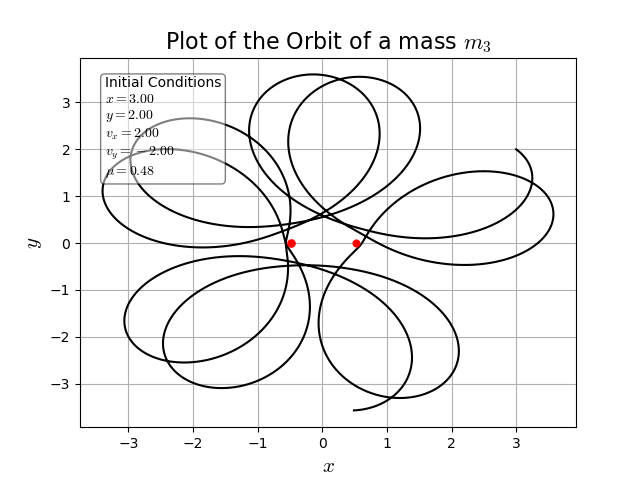 Plot of the Orbit of a mass m₃
Initial Conditions
x = 3.00
y = 2.00
vₓ = 2.00
v_y = −2.00
μ = 0.48
y
3
2
1
0
−1
−2
−3
−3 −2 −1 0 1 2 3
x